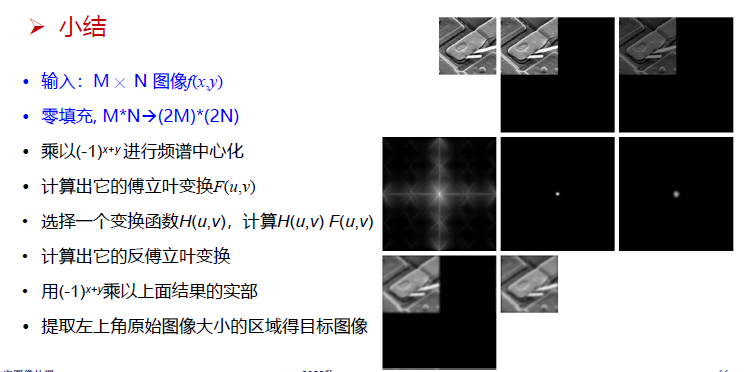 ➢ 小结
• 输入：M × N 图像f(x,y)
• 零填充, M*N→(2M)*(2N)
• 乘以(-1)ˣ⁺ʸ 进行频谱中心化
• 计算出它的傅立叶变换F(u,v)
• 选择一个变换函数H(u,v)，计算H(u,v) F(u,v)
• 计算出它的反傅立叶变换
• 用(-1)ˣ⁺ʸ乘以上面结果的实部
• 提取左上角原始图像大小的区域得目标图像